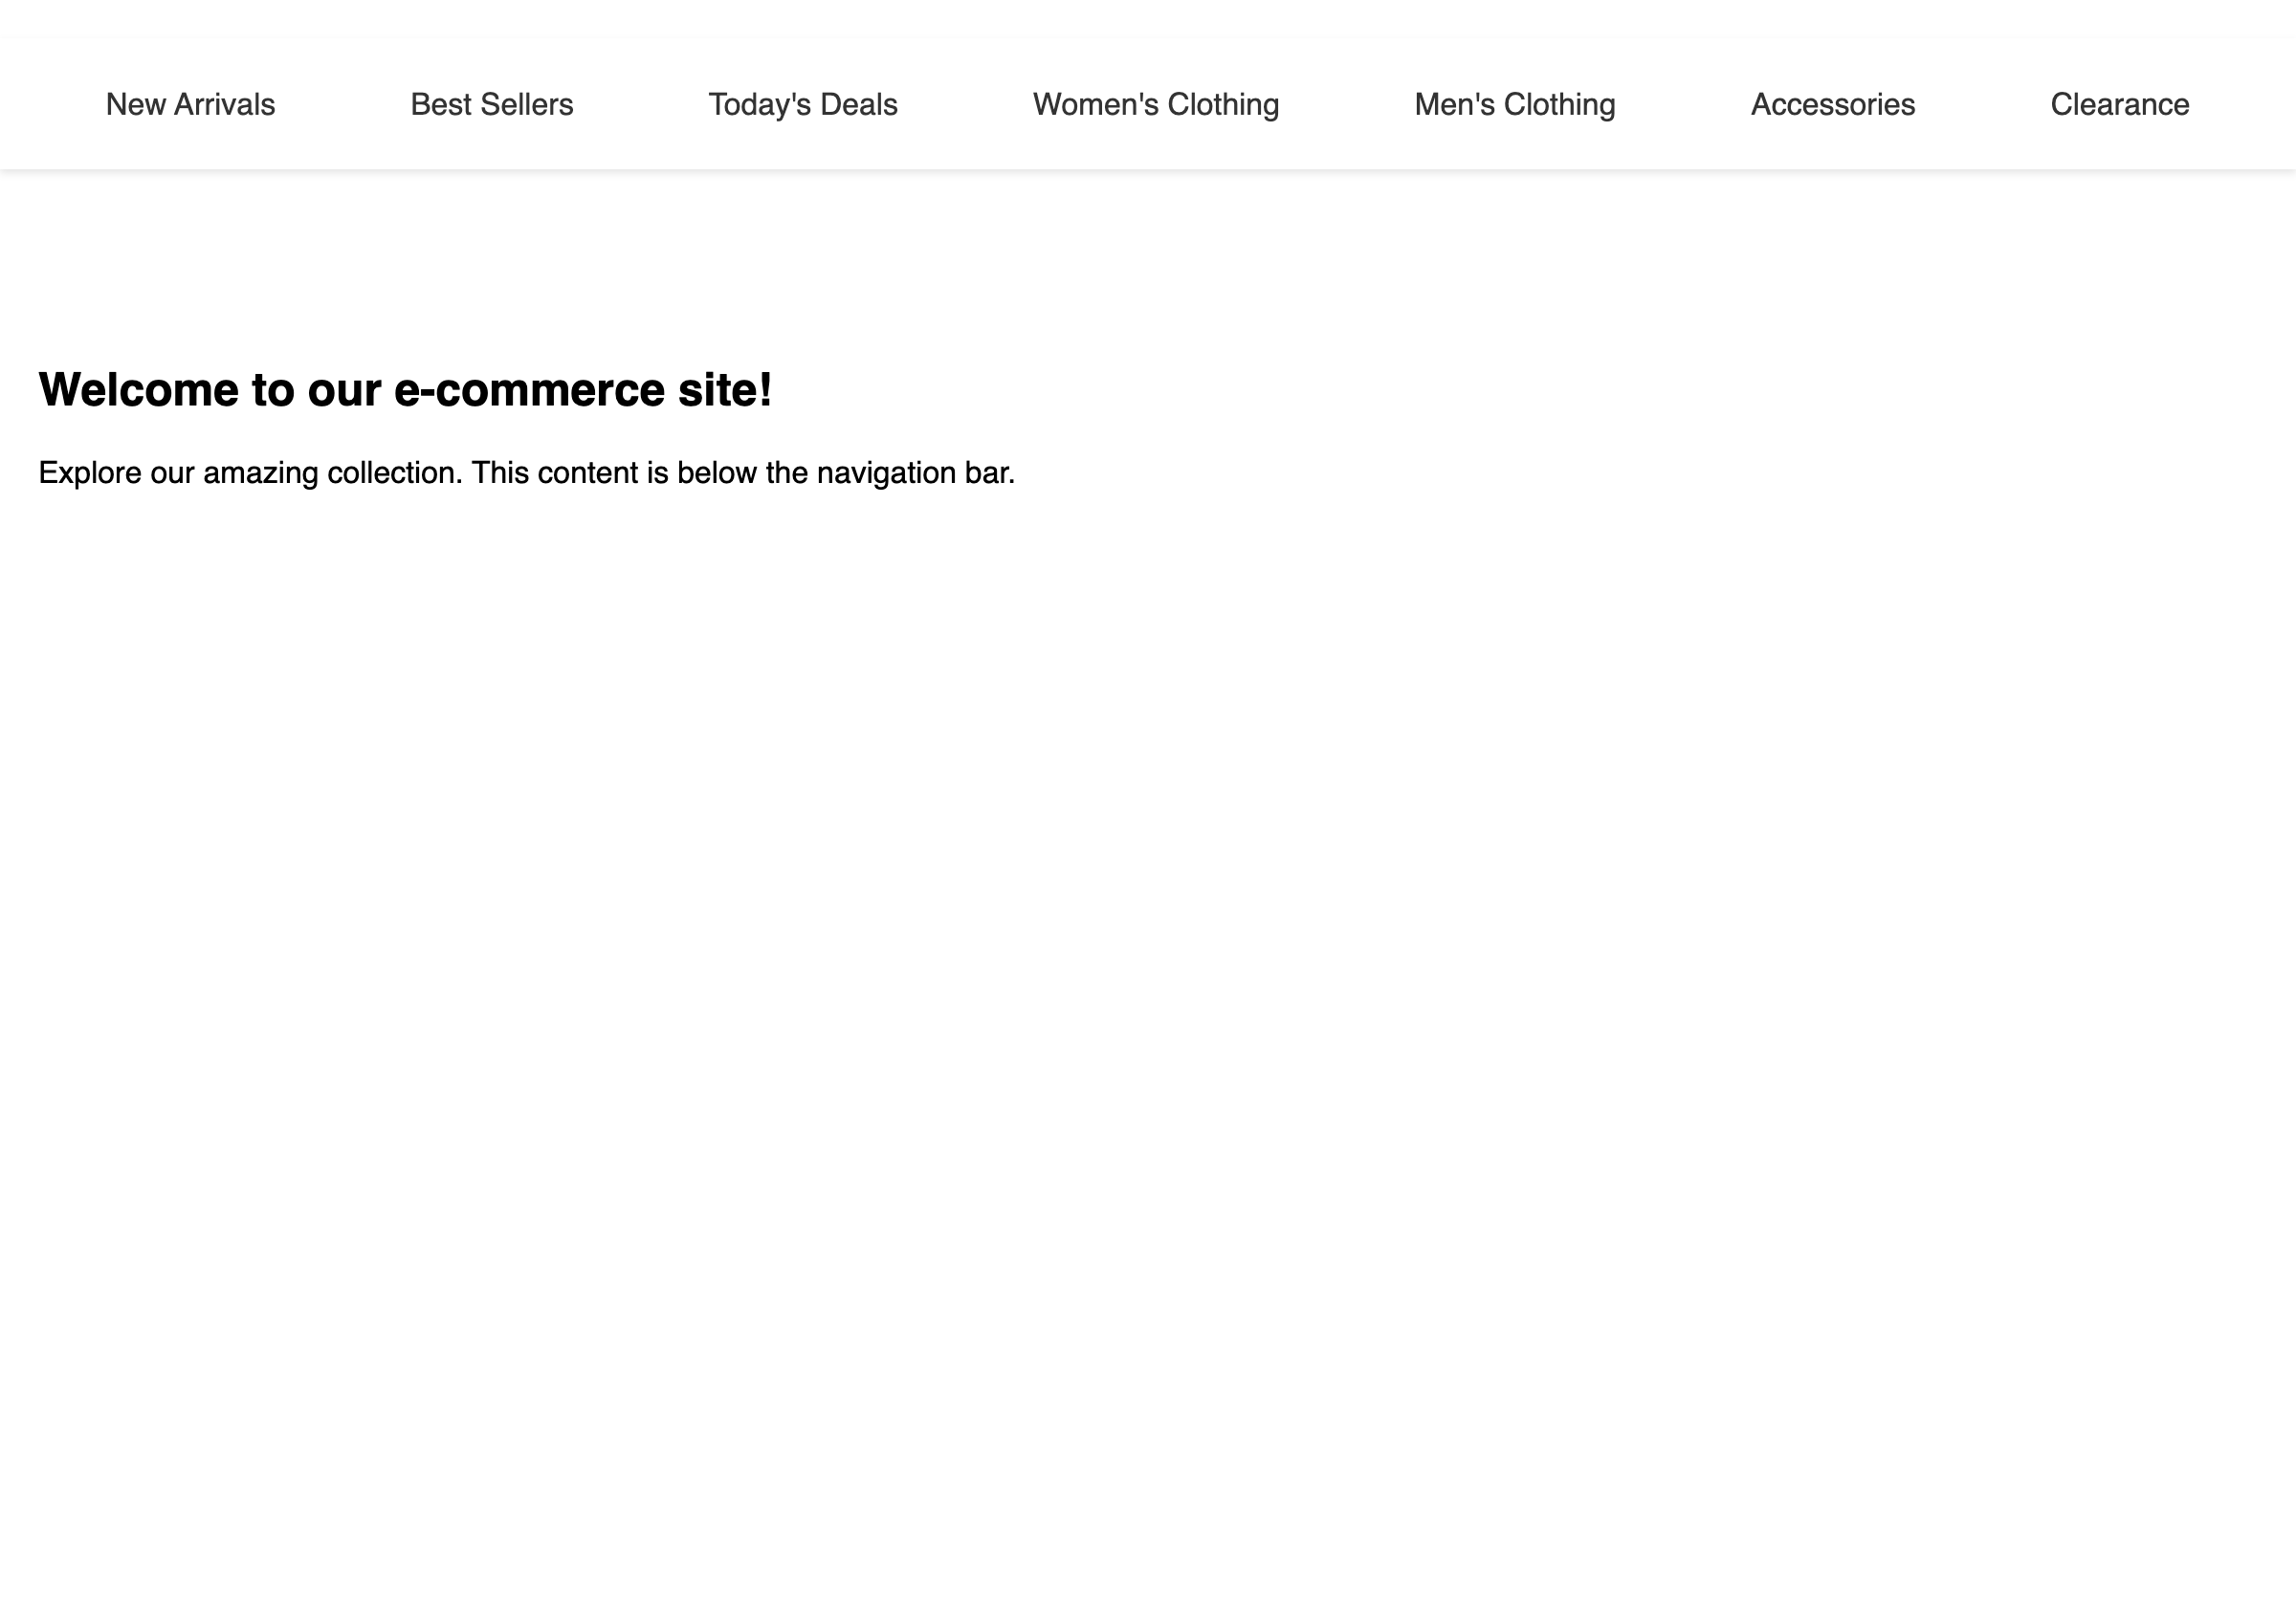 New Arrivals Best Sellers Today's Deals Women's Clothing Men's Clothing Accessories Clearance
Welcome to our e-commerce site!
Explore our amazing collection. This content is below the navigation bar.